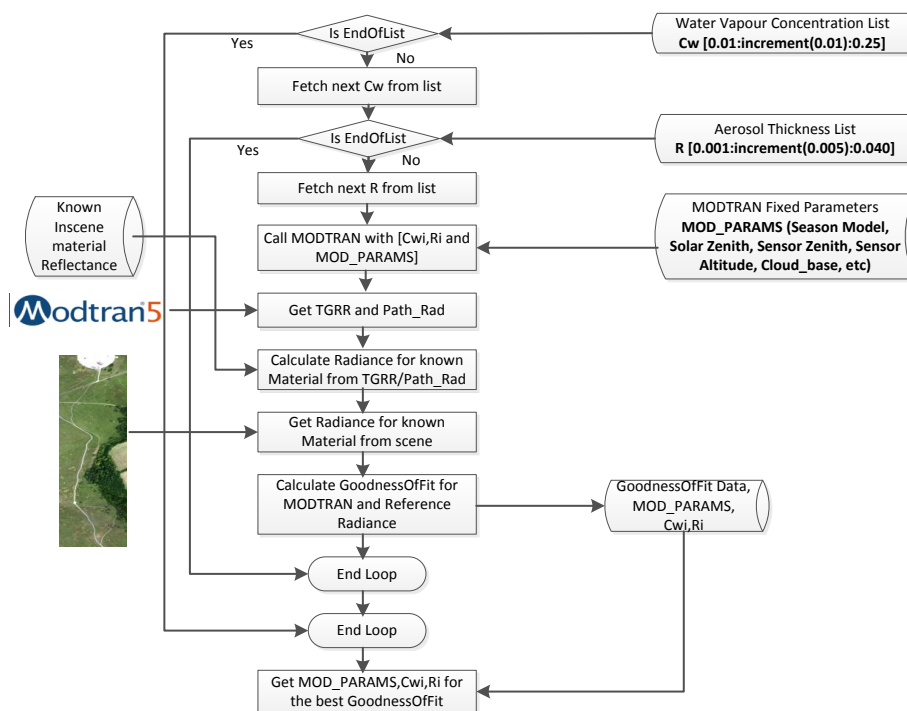 Water Vapour Concentration List
Cw [0.01:increment(0.01):0.25]
Is EndOfList
Yes
No
Fetch next Cw from list
Is EndOfList
Yes
No
Aerosol Thickness List
R [0.001:increment(0.005):0.040]
Fetch next R from list
Known
Inscene
material
Reflectance
Call MODTRAN with [Cwi,Ri and
MOD_PARAMS]
MODTRAN Fixed Parameters
MOD_PARAMS (Season Model,
Solar Zenith, Sensor Zenith, Sensor
Altitude, Cloud_base, etc)
Modtran5
Get TGRR and Path_Rad
Calculate Radiance for known
Material from TGRR/Path_Rad
Get Radiance for known
Material from scene
Calculate GoodnessOfFit for
MODTRAN and Reference
Radiance
GoodnessOfFit Data,
MOD_PARAMS,
Cwi,Ri
End Loop
End Loop
Get MOD_PARAMS,Cwi,Ri for
the best GoodnessOfFit